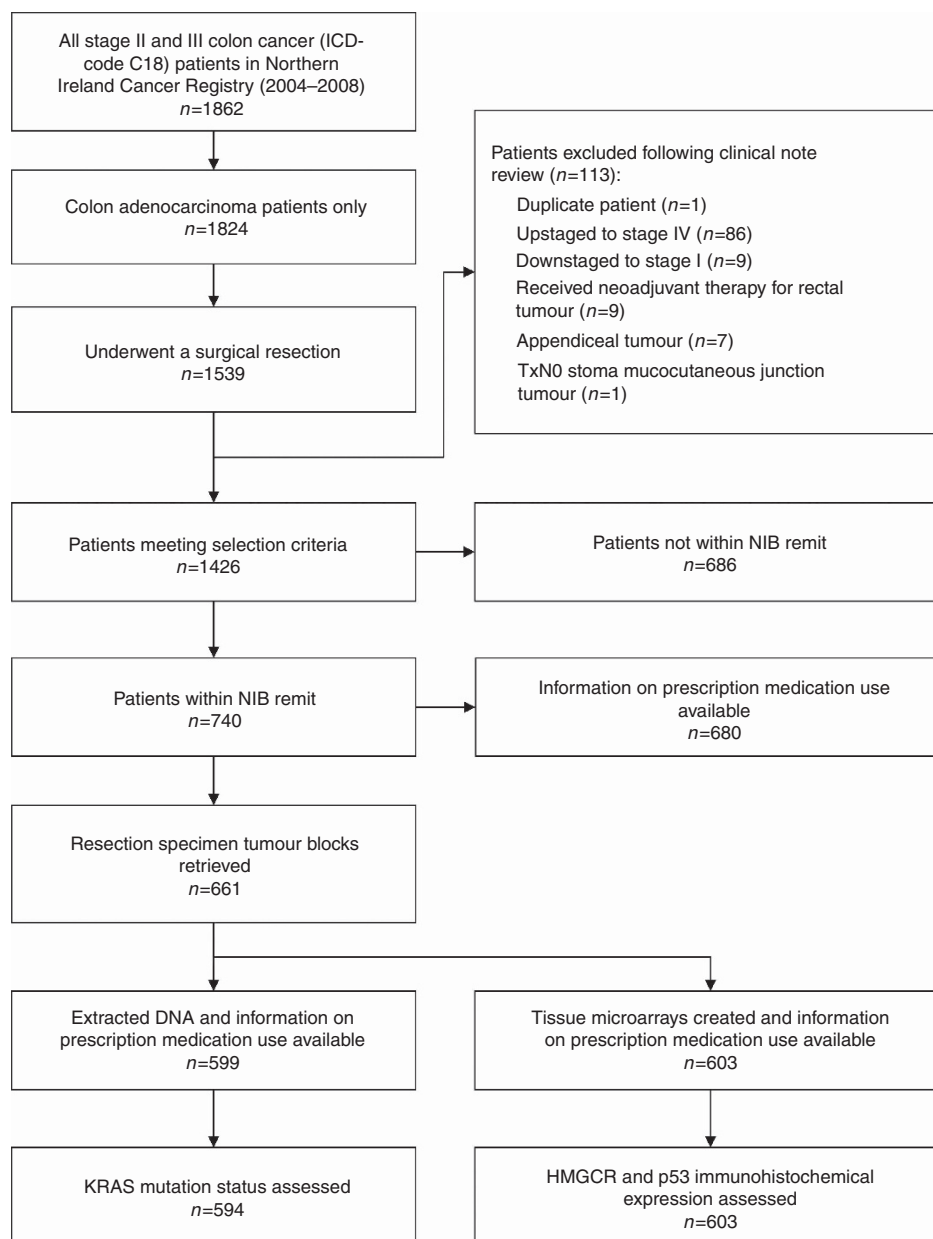 All stage II and III colon cancer (ICD-
code C18) patients in Northern
Ireland Cancer Registry (2004–2008)
n=1862
Colon adenocarcinoma patients only
n=1824
Underwent a surgical resection
n=1539
Patients excluded following clinical note
review (n=113):
Duplicate patient (n=1)
Upstaged to stage IV (n=86)
Downstaged to stage I (n=9)
Received neoadjuvant therapy for rectal
tumour (n=9)
Appendiceal tumour (n=7)
TxN0 stoma mucocutaneous junction
tumour (n=1)
Patients meeting selection criteria
n=1426
Patients not within NIB remit
n=686
Patients within NIB remit
n=740
Information on prescription medication use
available
n=680
Resection specimen tumour blocks
retrieved
n=661
Extracted DNA and information on
prescription medication use available
n=599
Tissue microarrays created and information
on prescription medication use available
n=603
KRAS mutation status assessed
n=594
HMGCR and p53 immunohistochemical
expression assessed
n=603